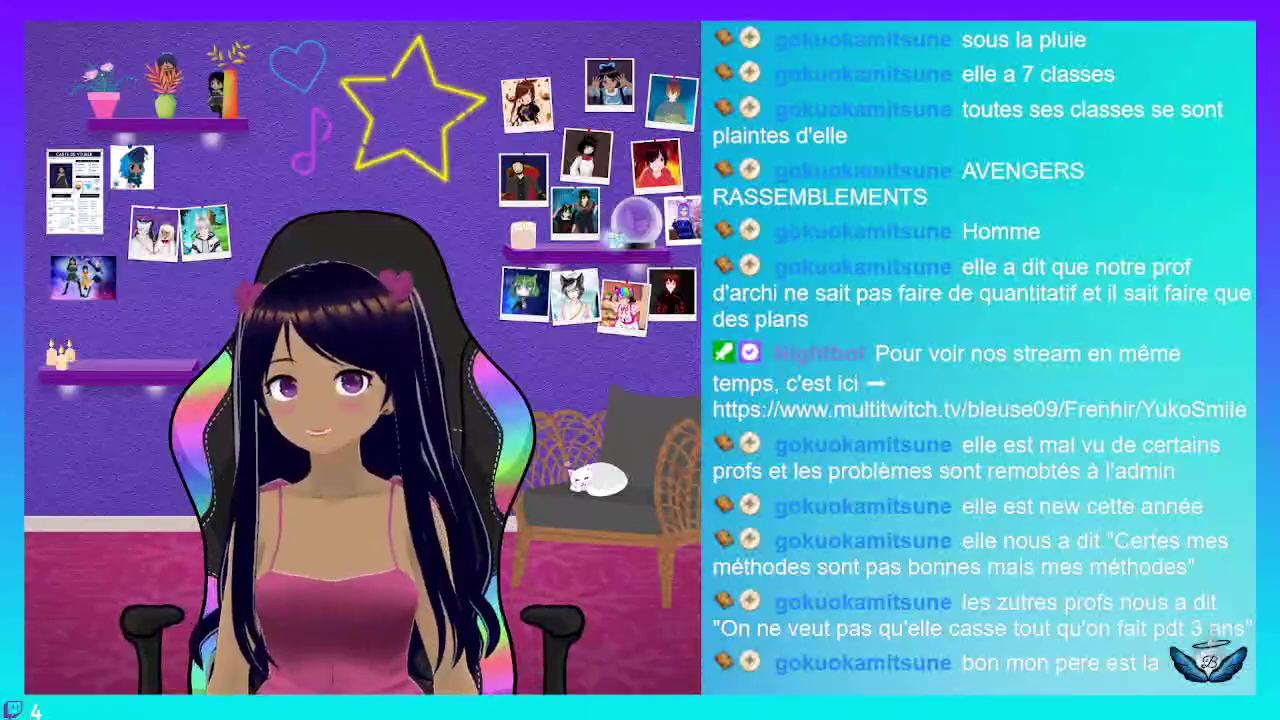 CARTE DE VTUBER
gokuokamitsune sous la pluie
gokuokamitsune elle a 7 classes
gokuokamitsune toutes ses classes se sont
plaintes d'elle
gokuokamitsune AVENGERS
RASSEMBLEMENTS
gokuokamitsune Homme
gokuokamitsune elle a dit que notre prof
d'archi ne sait pas faire de quantitatif et il sait faire que
des plans
Nightbot Pour voir nos stream en même
temps, c'est ici ➡
https://www.multitwitch.tv/bleuse09/Frenhir/YukoSmile
gokuokamitsune elle est mal vu de certains
profs et les problèmes sont remobtés à l'admin
gokuokamitsune elle est new cette année
gokuokamitsune elle nous a dit "Certes mes
méthodes sont pas bonnes mais mes méthodes"
gokuokamitsune les zutres profs nous a dit
"On ne veut pas qu'elle casse tout qu'on fait pdt 3 ans"
gokuokamitsune bon mon pere est la
B
4